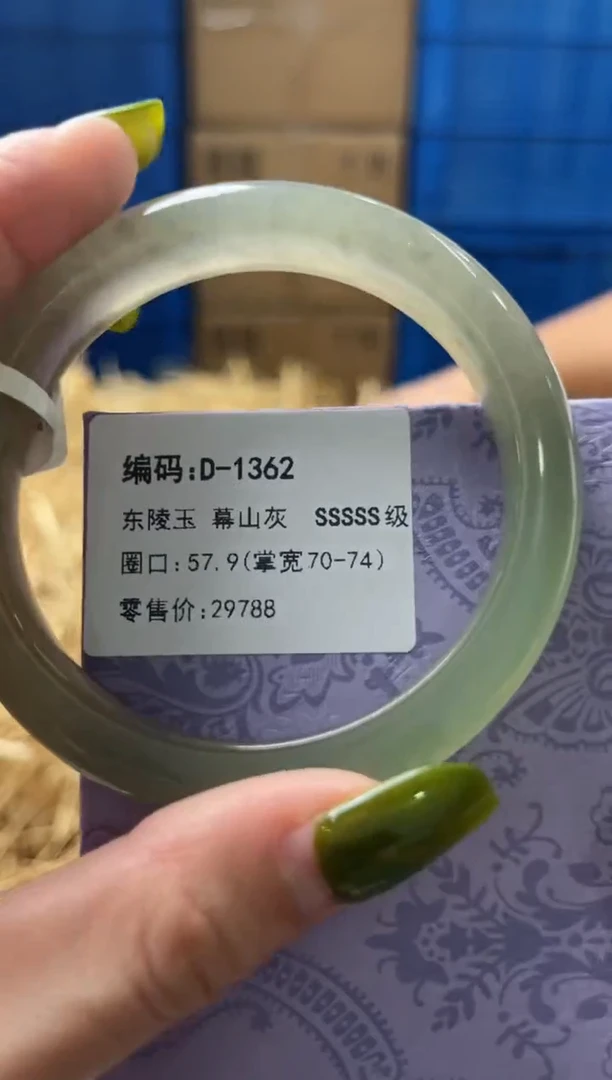 编码:D-1362
东陵玉 幕山灰 SSSSS级
圈口:57.9(掌宽70-74)
零售价:29788